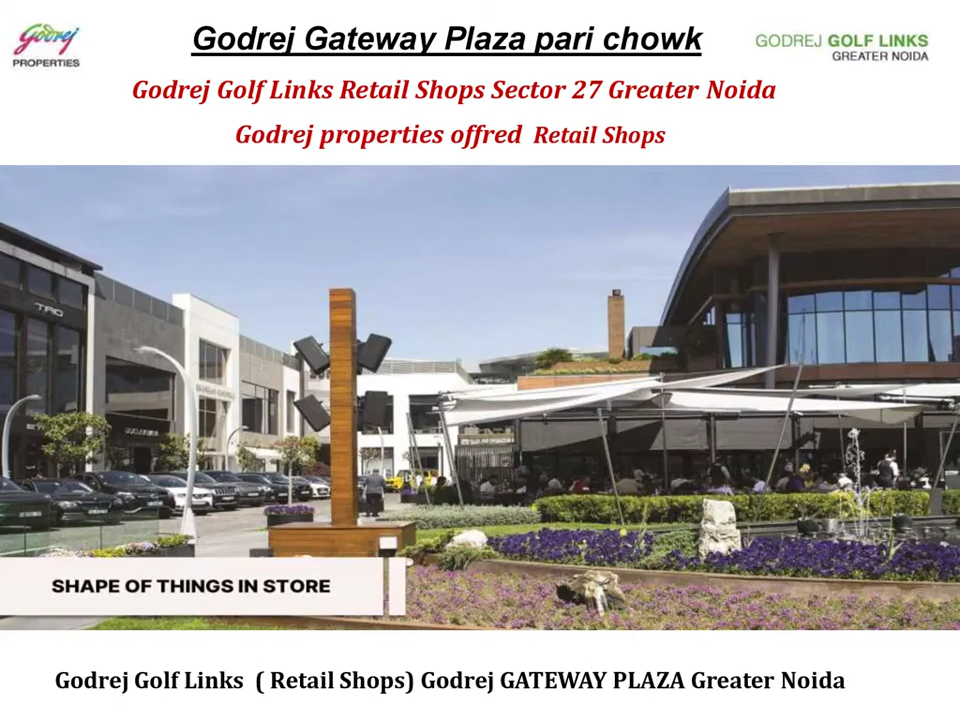 Godrej
PROPERTIES
Godrej Gateway Plaza pari chowk
GODREJ GOLF LINKS
GREATER NOIDA
Godrej Golf Links Retail Shops Sector 27 Greater Noida
Godrej properties offred Retail Shops
SHAPE OF THINGS IN STORE
Godrej Golf Links ( Retail Shops) Godrej GATEWAY PLAZA Greater Noida